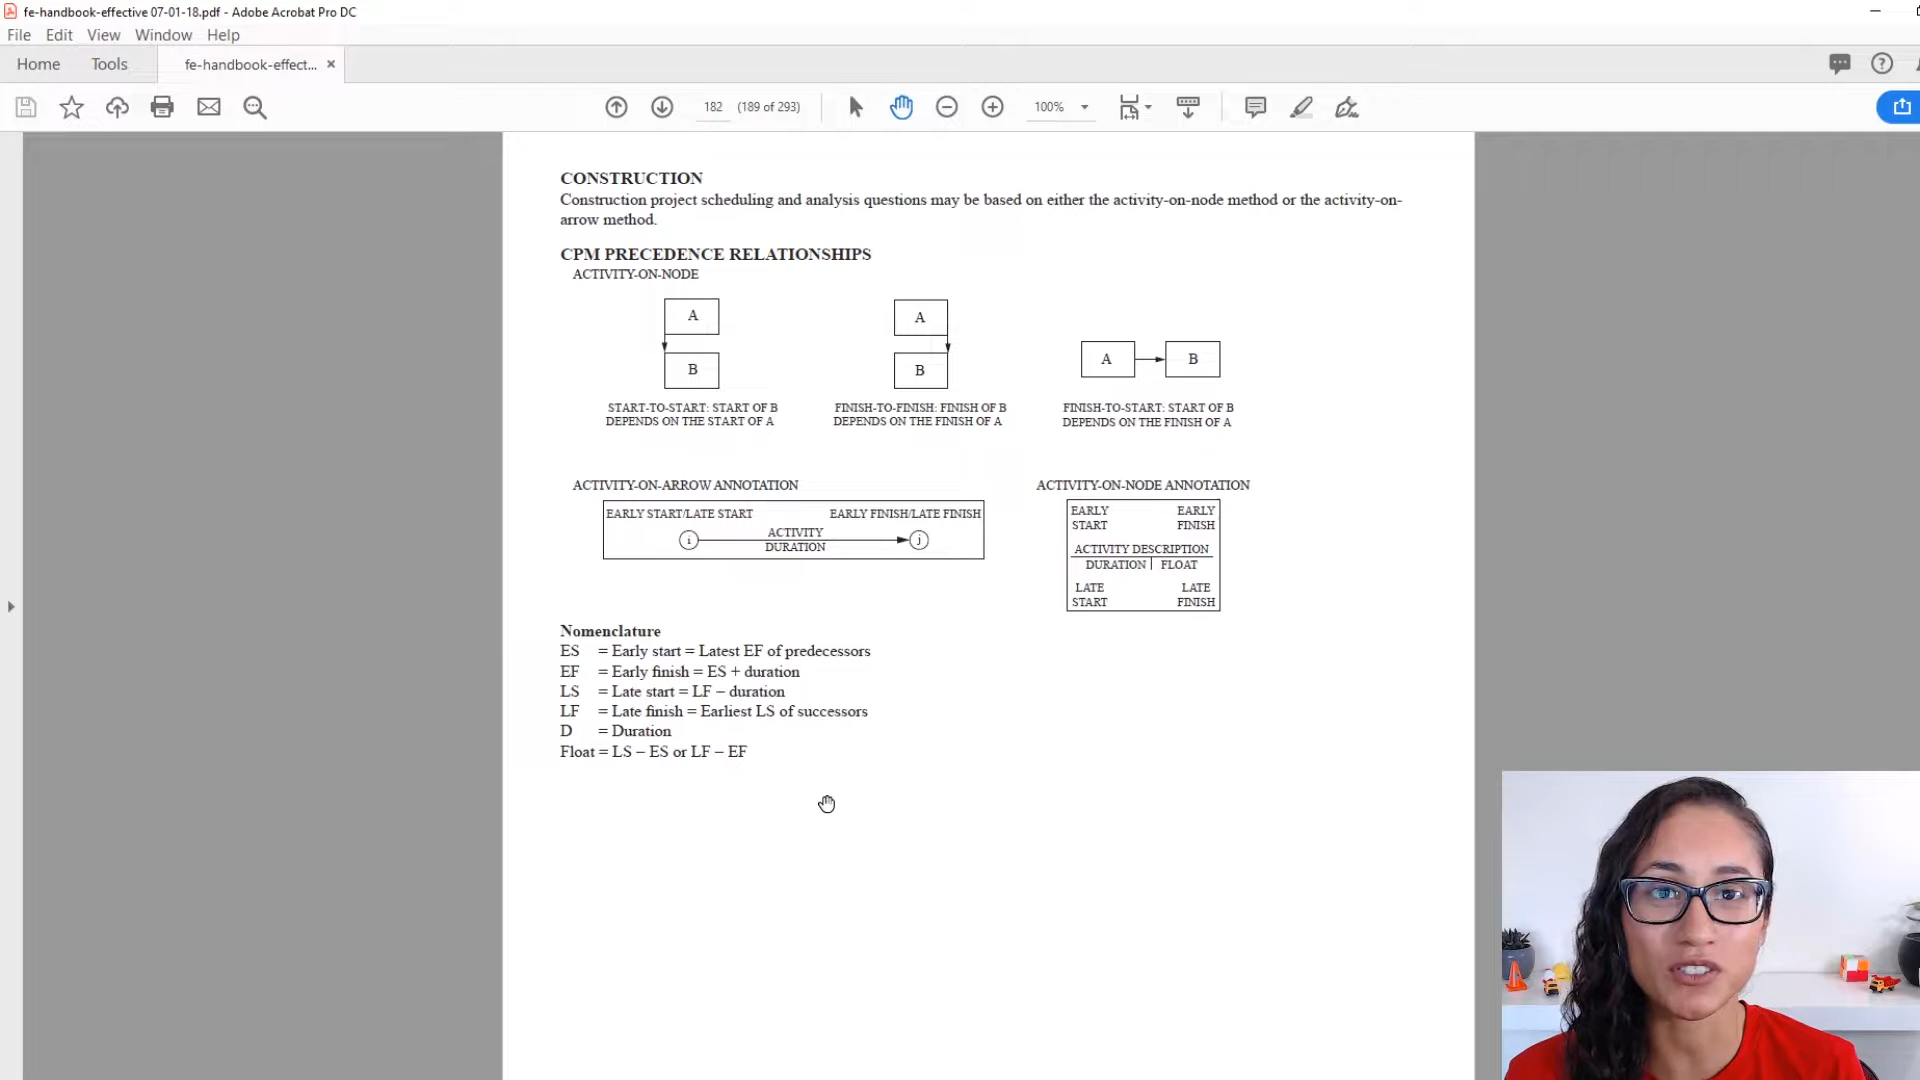 fe-handbook-effective 07-01-18.pdf - Adobe Acrobat Pro DC
File Edit View Window Help
Home Tools fe-handbook-effect... ×
182 (189 of 293) 100%
CONSTRUCTION
Construction project scheduling and analysis questions may be based on either the activity-on-node method or the activity-on-
arrow method.
CPM PRECEDENCE RELATIONSHIPS
ACTIVITY-ON-NODE
A
B
START-TO-START: START OF B
DEPENDS ON THE START OF A
A
B
FINISH-TO-FINISH: FINISH OF B
DEPENDS ON THE FINISH OF A
A B
FINISH-TO-START: START OF B
DEPENDS ON THE FINISH OF A
ACTIVITY-ON-ARROW ANNOTATION
EARLY START/LATE START EARLY FINISH/LATE FINISH
ACTIVITY
i j
DURATION
ACTIVITY-ON-NODE ANNOTATION
EARLY EARLY
START FINISH
ACTIVITY DESCRIPTION
DURATION FLOAT
LATE LATE
START FINISH
Nomenclature
ES = Early start = Latest EF of predecessors
EF = Early finish = ES + duration
LS = Late start = LF – duration
LF = Late finish = Earliest LS of successors
D = Duration
Float = LS – ES or LF – EF